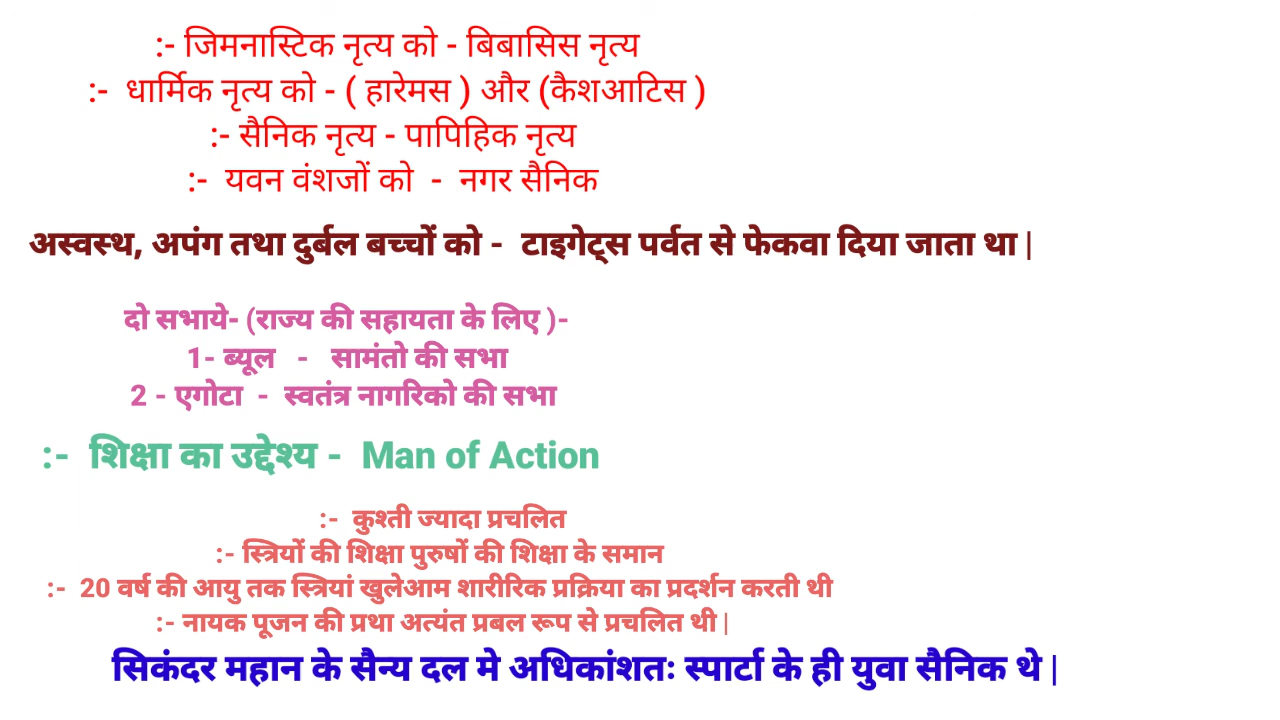 :- जिमनास्टिक नृत्य को - बिबासिस नृत्य
:- धार्मिक नृत्य को - ( हारेमस ) और (कैशआटिस )
:- सैनिक नृत्य - पापिहिक नृत्य
:- यवन वंशजों को - नगर सैनिक
अस्वस्थ, अपंग तथा दुर्बल बच्चों को - टाइगेट्स पर्वत से फेकवा दिया जाता था |
दो सभाये- (राज्य की सहायता के लिए )-
1- ब्यूल - सामंतो की सभा
2 - एगोटा - स्वतंत्र नागरिको की सभा
:- शिक्षा का उद्देश्य - Man of Action
:- कुश्ती ज्यादा प्रचलित
:- स्त्रियों की शिक्षा पुरुषों की शिक्षा के समान
:- 20 वर्ष की आयु तक स्त्रियां खुलेआम शारीरिक प्रक्रिया का प्रदर्शन करती थी
:- नायक पूजन की प्रथा अत्यंत प्रबल रूप से प्रचलित थी |
सिकंदर महान के सैन्य दल मे अधिकांशतः स्पार्टा के ही युवा सैनिक थे |